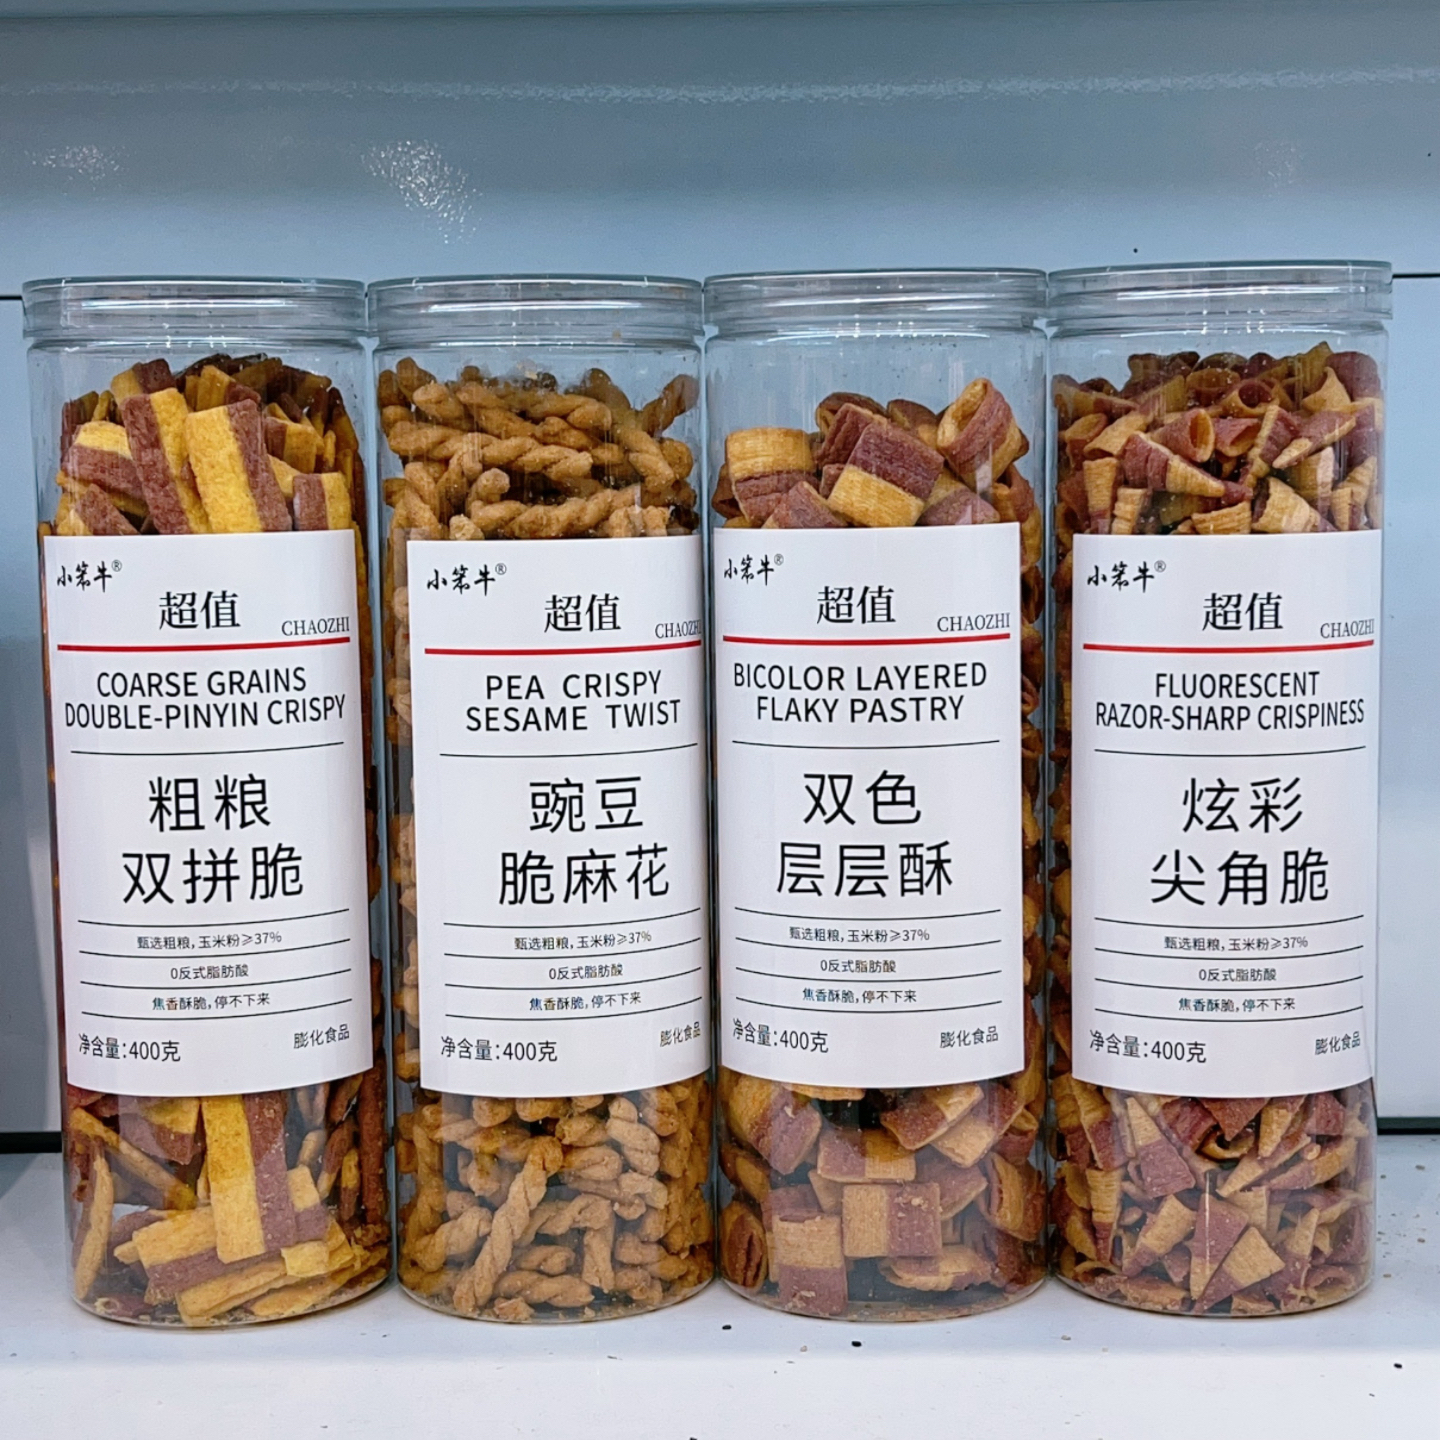 小笨牛®
超值
CHAOZHI
COARSE GRAINS
DOUBLE-PINYIN CRISPY
粗粮
双拼脆
甄选粗粮,玉米粉≥37%
0反式脂肪酸
焦香酥脆,停不下来
净含量:400克
膨化食品
小笨牛®
超值
CHAOZHI
PEA CRISPY
SESAME TWIST
豌豆
脆麻花
甄选粗粮,玉米粉≥37%
0反式脂肪酸
焦香酥脆,停不下来
净含量:400克
膨化食品
小笨牛®
超值
CHAOZHI
BICOLOR LAYERED
FLAKY PASTRY
双色
层层酥
甄选粗粮,玉米粉≥37%
0反式脂肪酸
焦香酥脆,停不下来
净含量:400克
膨化食品
小笨牛®
超值
CHAOZHI
FLUORESCENT
RAZOR-SHARP CRISPINESS
炫彩
尖角脆
甄选粗粮,玉米粉≥37%
0反式脂肪酸
焦香酥脆,停不下来
净含量:400克
膨化食品